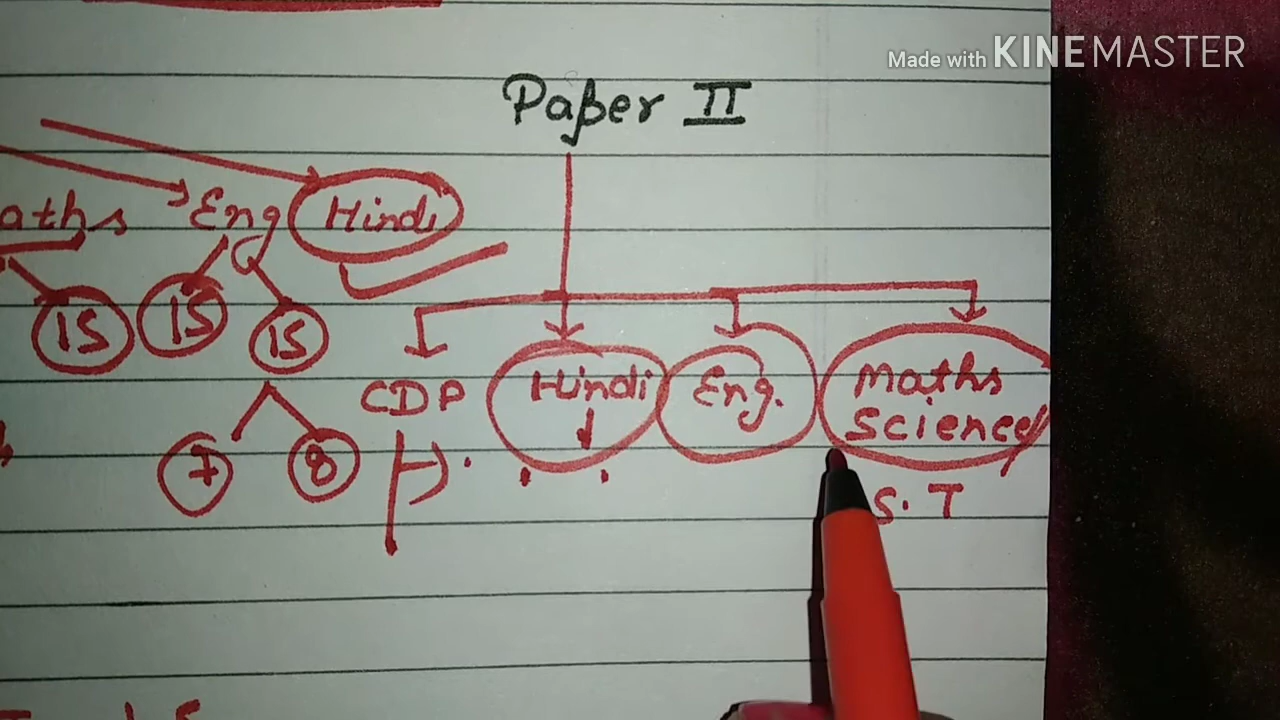 Made with KINEMASTER
Paper II
aths Eng Hindi
15 15 15
CDP Hindi Eng. Maths
Science
7 8
S. T